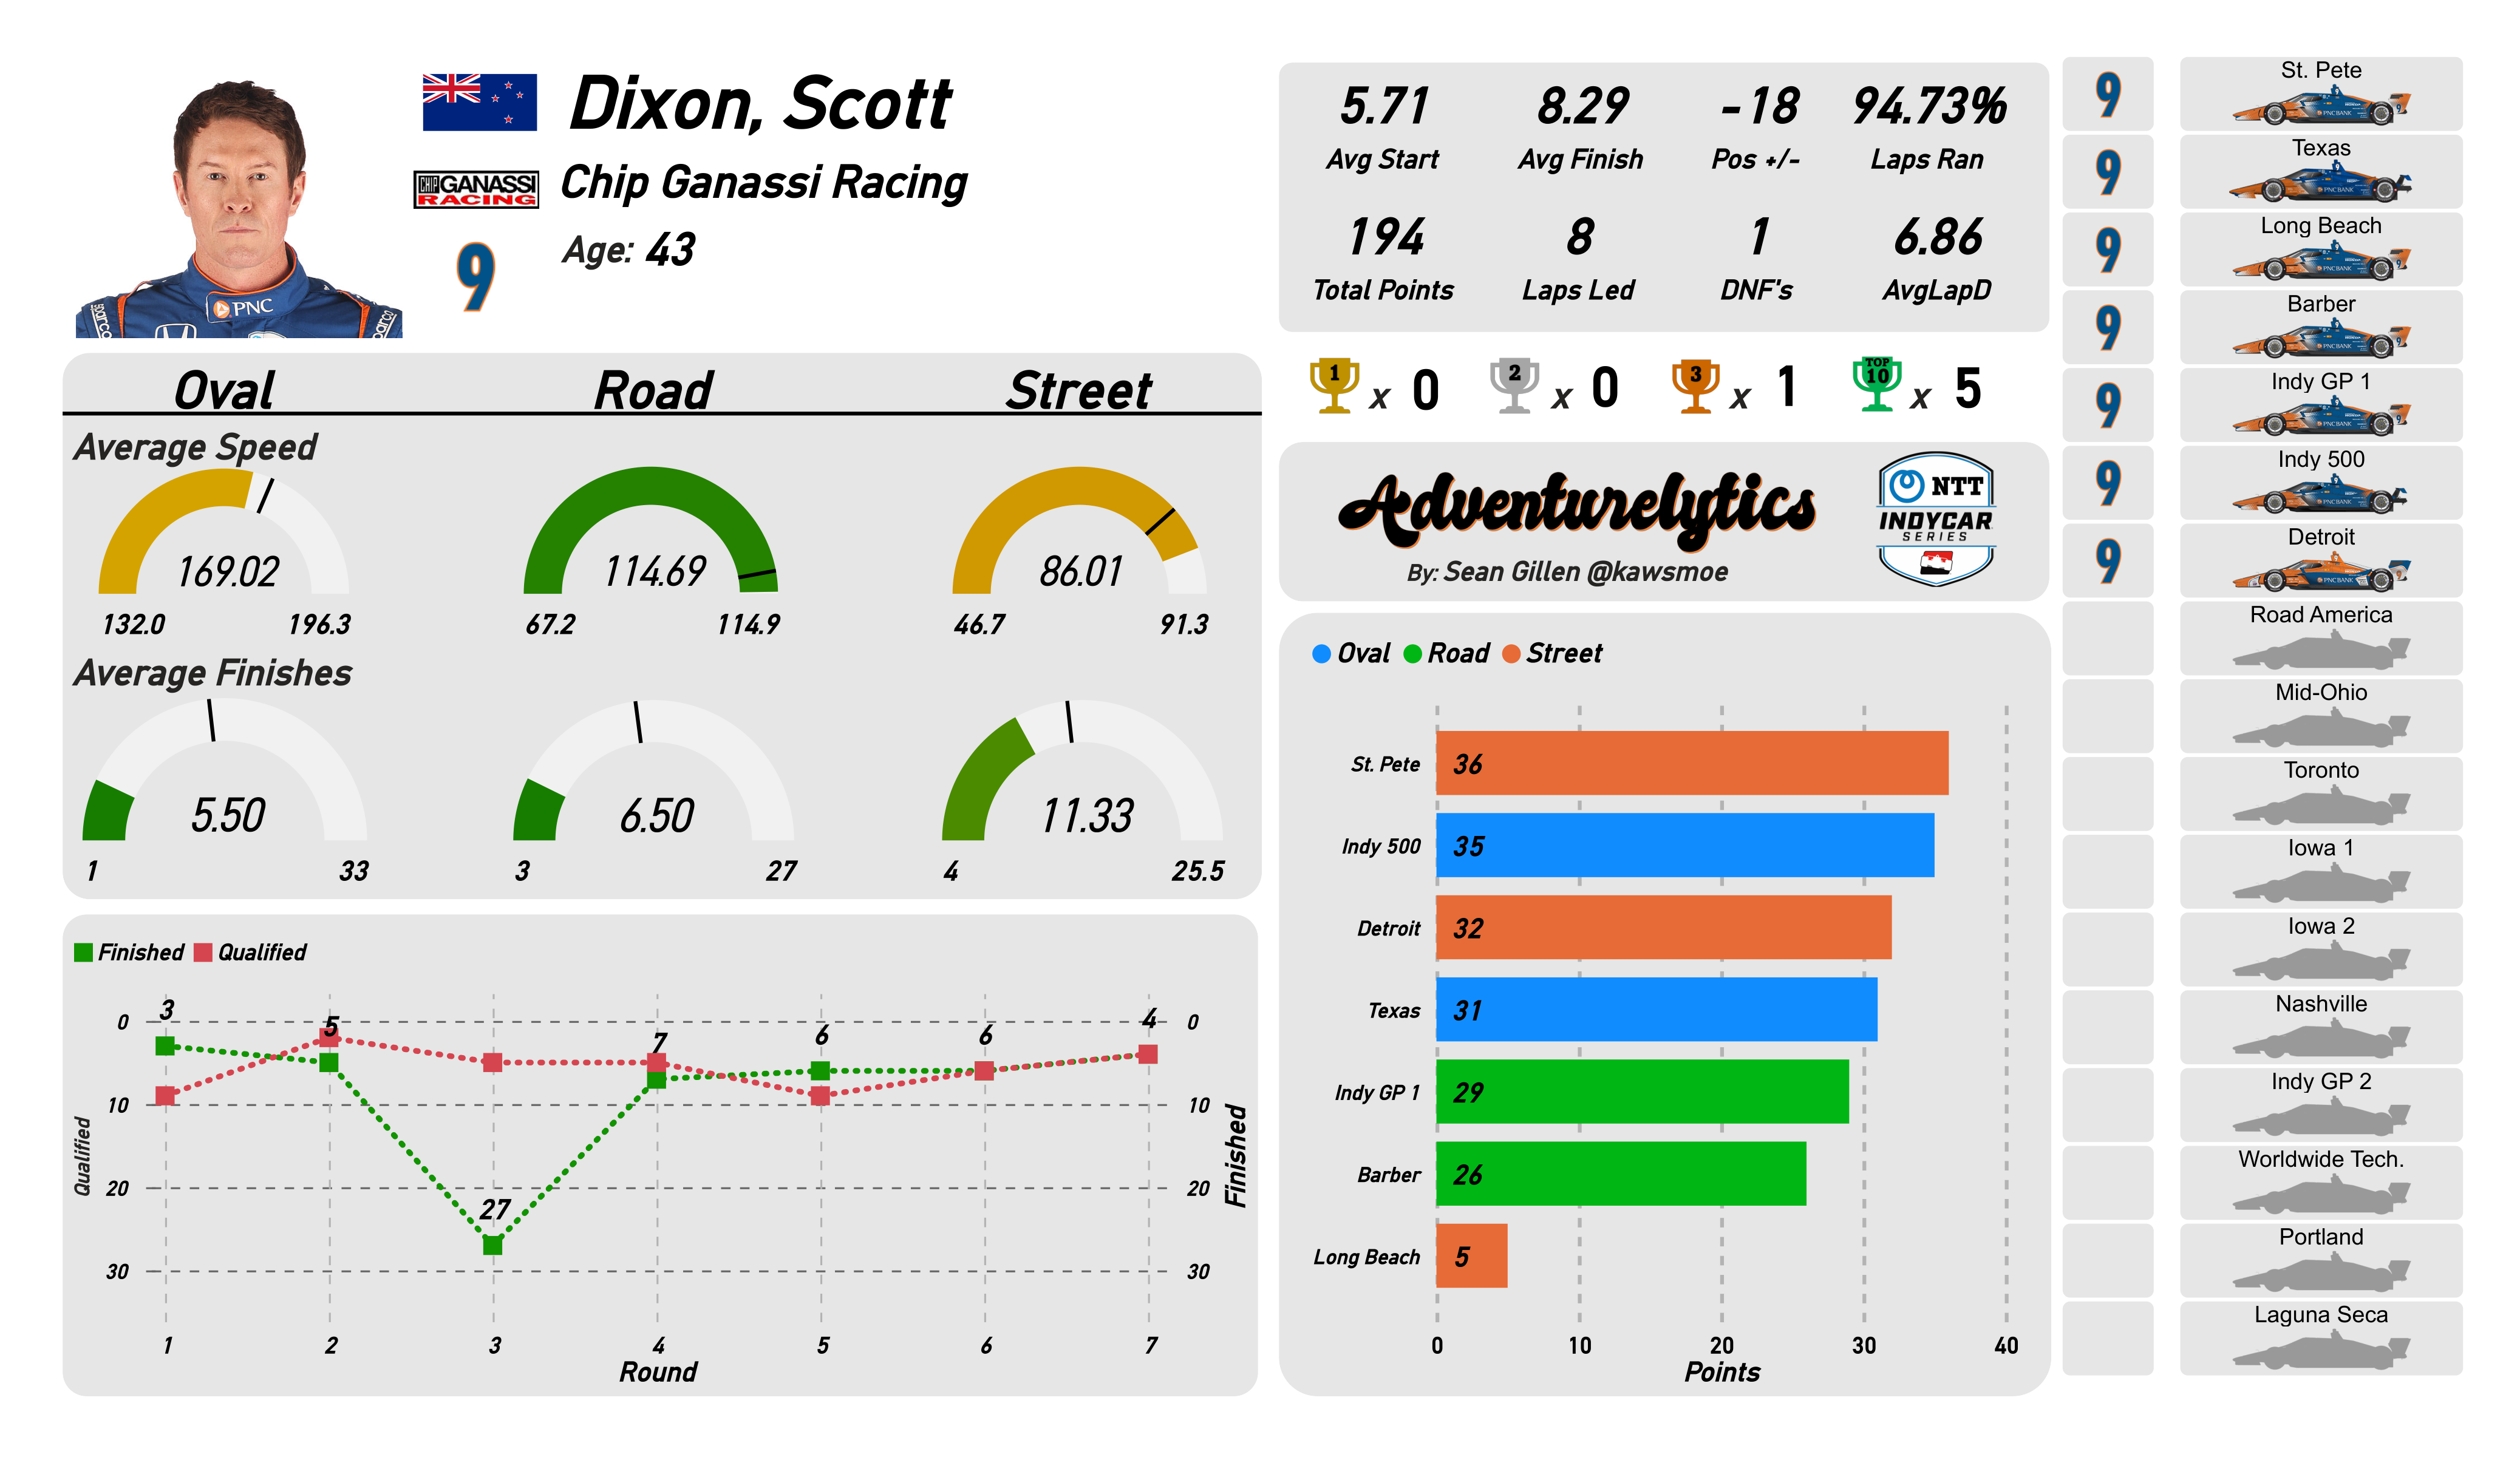 Dixon, Scott
CHIP GANASSI
RACING
Chip Ganassi Racing
9
Age: 43
PNC
sparco
5.71 8.29 -18 94.73%
Avg Start Avg Finish Pos +/- Laps Ran
194 8 1 6.86
Total Points Laps Led DNF's AvgLapD
1 x 0 2 x 0 3 x 1 TOP 10 x 5
Adventurelytics
By: Sean Gillen @kawsmoe
NTT
INDYCAR
SERIES
Oval Road Street
Average Speed
169.02 114.69 86.01
132.0 196.3 67.2 114.9 46.7 91.3
Average Finishes
5.50 6.50 11.33
1 33 3 27 4 25.5
Finished Qualified
3 5 27 7 6 6 4
0 0
10 10
20 20
30 30
Qualified
Finished
1 2 3 4 5 6 7
Round
Oval Road Street
St. Pete 36
Indy 500 35
Detroit 32
Texas 31
Indy GP 1 29
Barber 26
Long Beach 5
0 10 20 30 40
Points
9 St. Pete
9 Texas
9 Long Beach
9 Barber
9 Indy GP 1
9 Indy 500
9 Detroit
Road America
Mid-Ohio
Toronto
Iowa 1
Iowa 2
Nashville
Indy GP 2
Worldwide Tech.
Portland
Laguna Seca